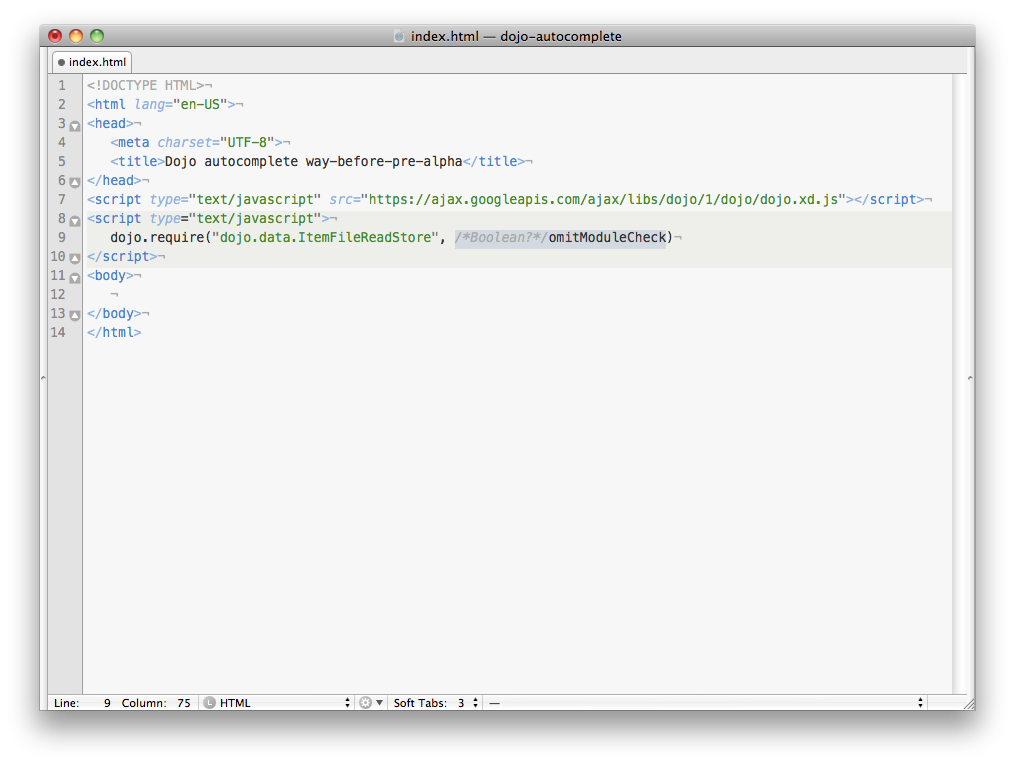 index.html — dojo-autocomplete
index.html
1 <!DOCTYPE HTML>¬
2 <html lang="en-US">¬
3 <head>¬
4 <meta charset="UTF-8">¬
5 <title>Dojo autocomplete way-before-pre-alpha</title>¬
6 </head>¬
7 <script type="text/javascript" src="https://ajax.googleapis.com/ajax/libs/dojo/1/dojo/dojo.xd.js"></script>¬
8 <script type="text/javascript">¬
9 dojo.require("dojo.data.ItemFileReadStore", /*Boolean?*/omitModuleCheck)¬
10 </script>¬
11 <body>¬
12 ¬
13 </body>¬
14 </html>
Line: 9 Column: 75 L HTML Soft Tabs: 3 —